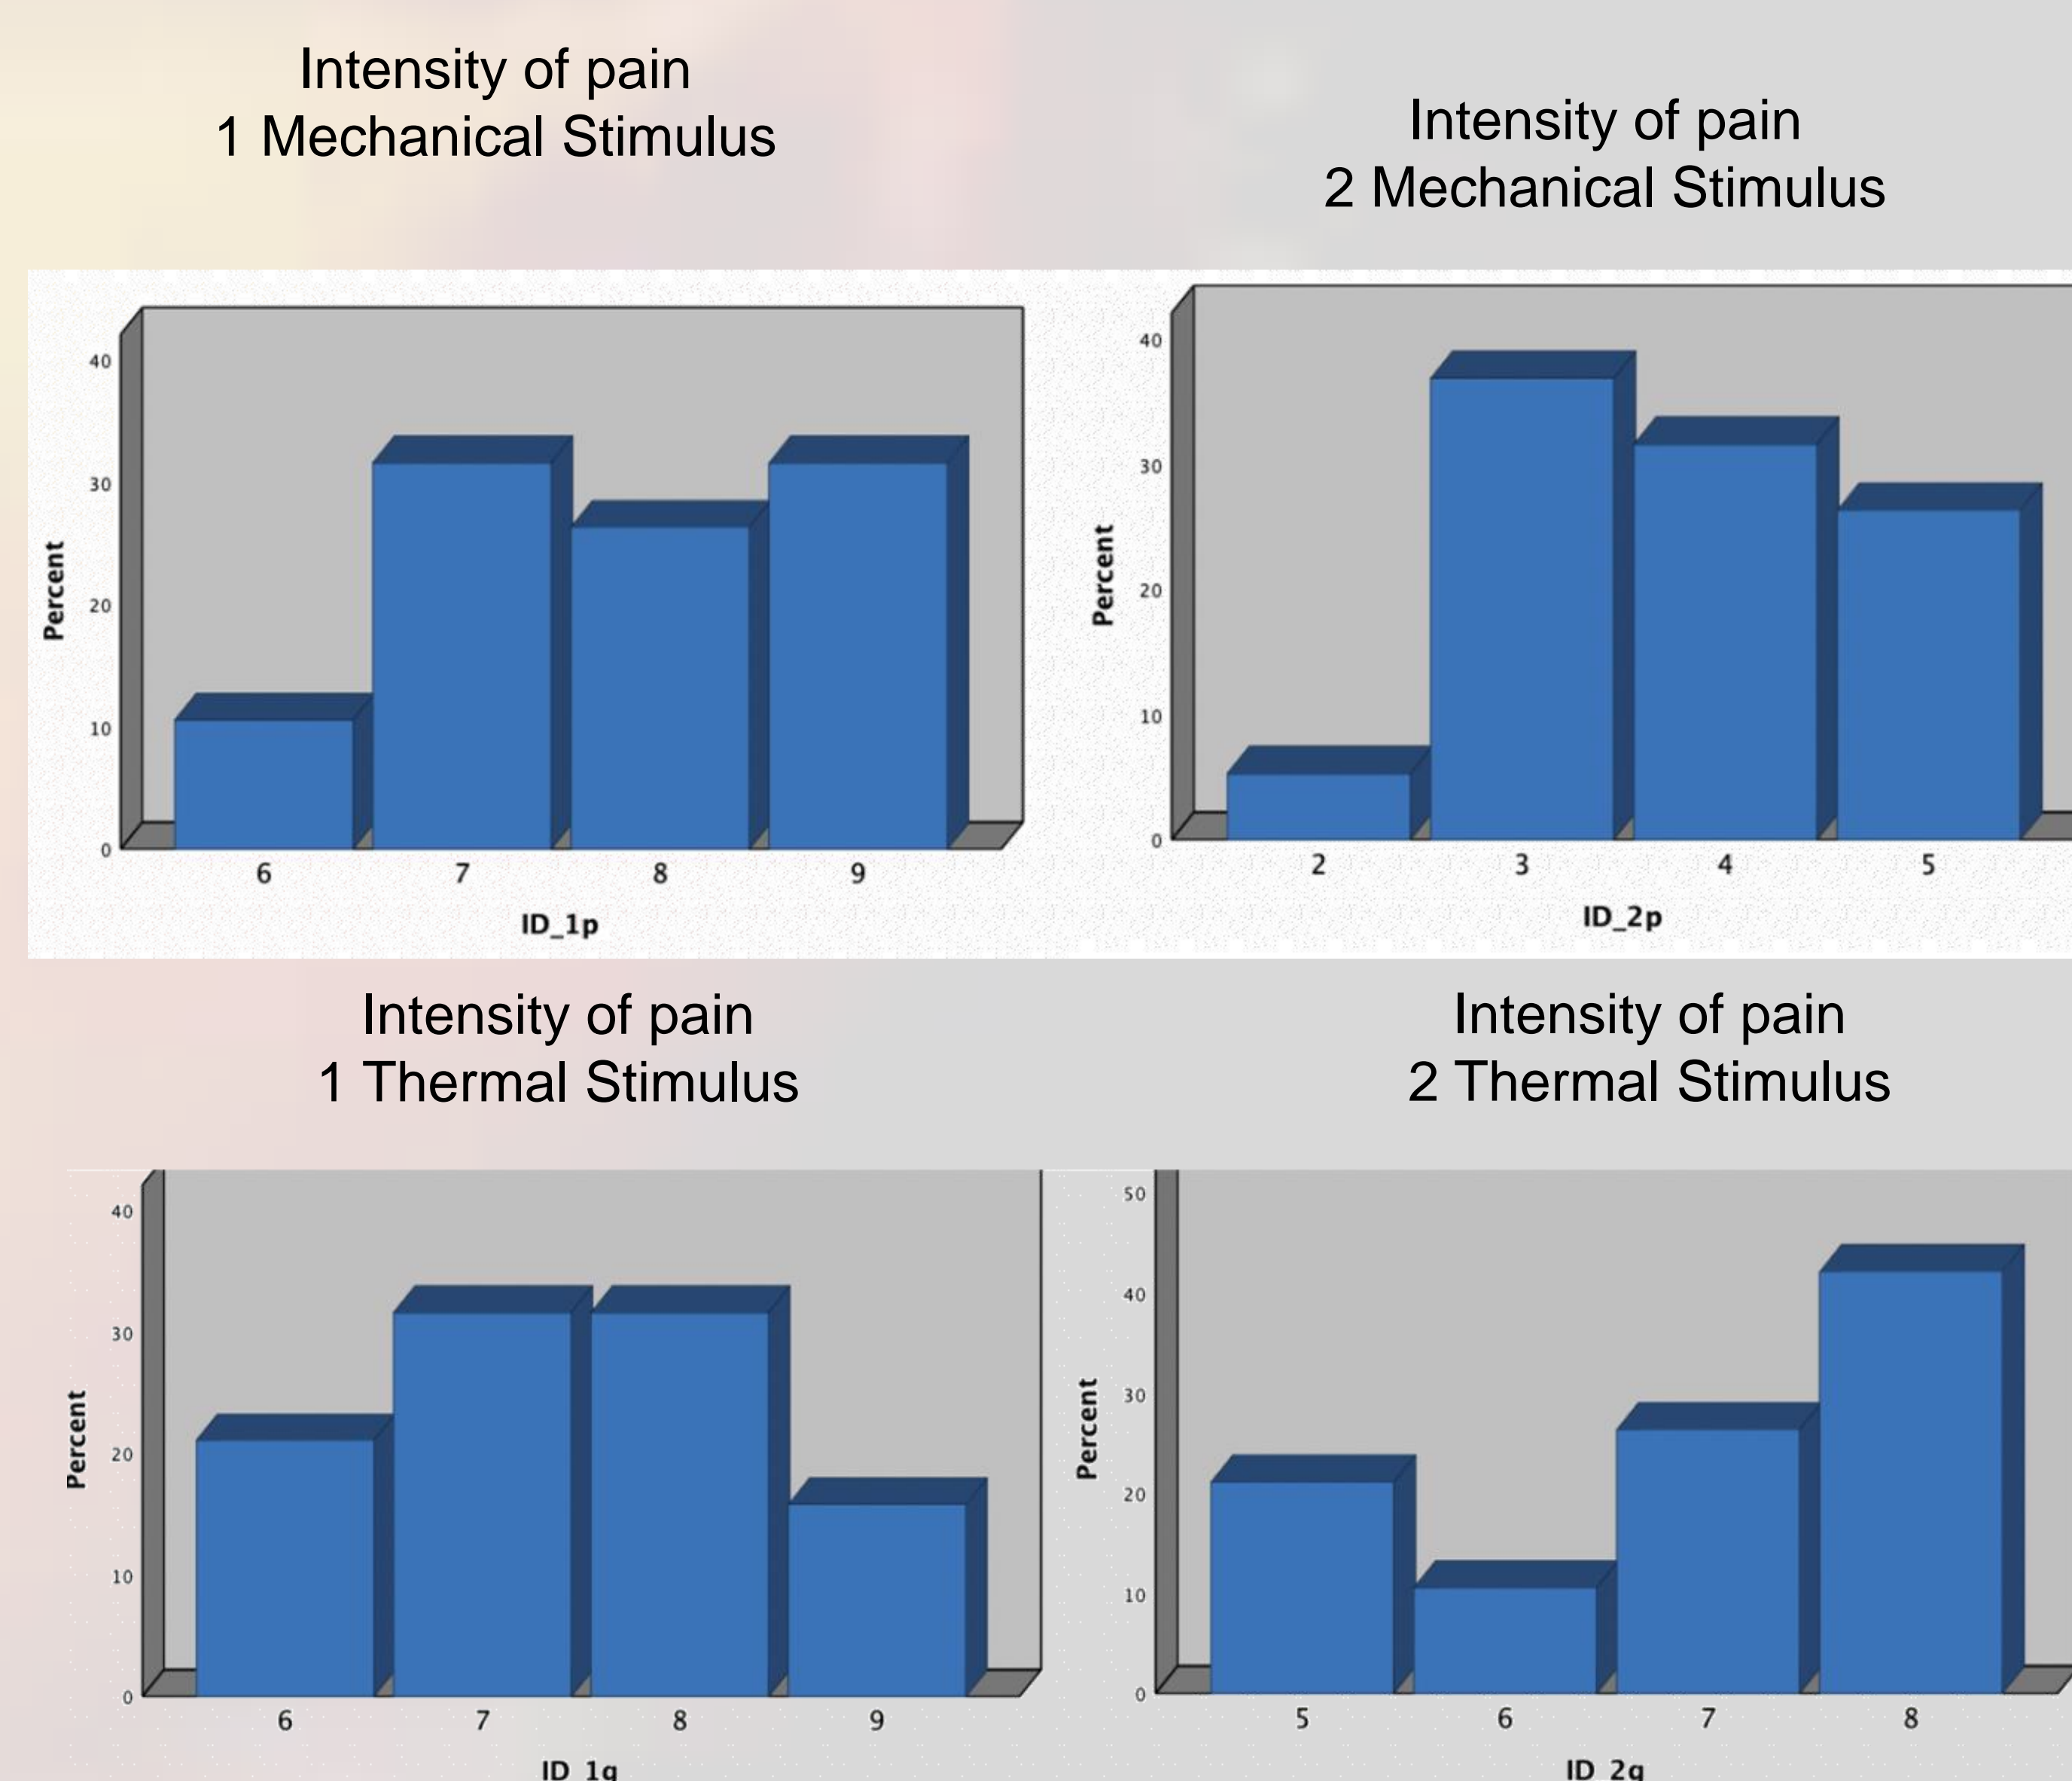 Intensity of pain
1 Mechanical Stimulus
Intensity of pain
2 Mechanical Stimulus
40
30
20
10
0
Percent
6 7 8 9
ID_1p
40
30
20
10
0
Percent
2 3 4 5
ID_2p
Intensity of pain
1 Thermal Stimulus
Intensity of pain
2 Thermal Stimulus
40
30
20
10
0
Percent
6 7 8 9
ID_1g
50
40
30
20
10
0
Percent
5 6 7 8
ID_2g